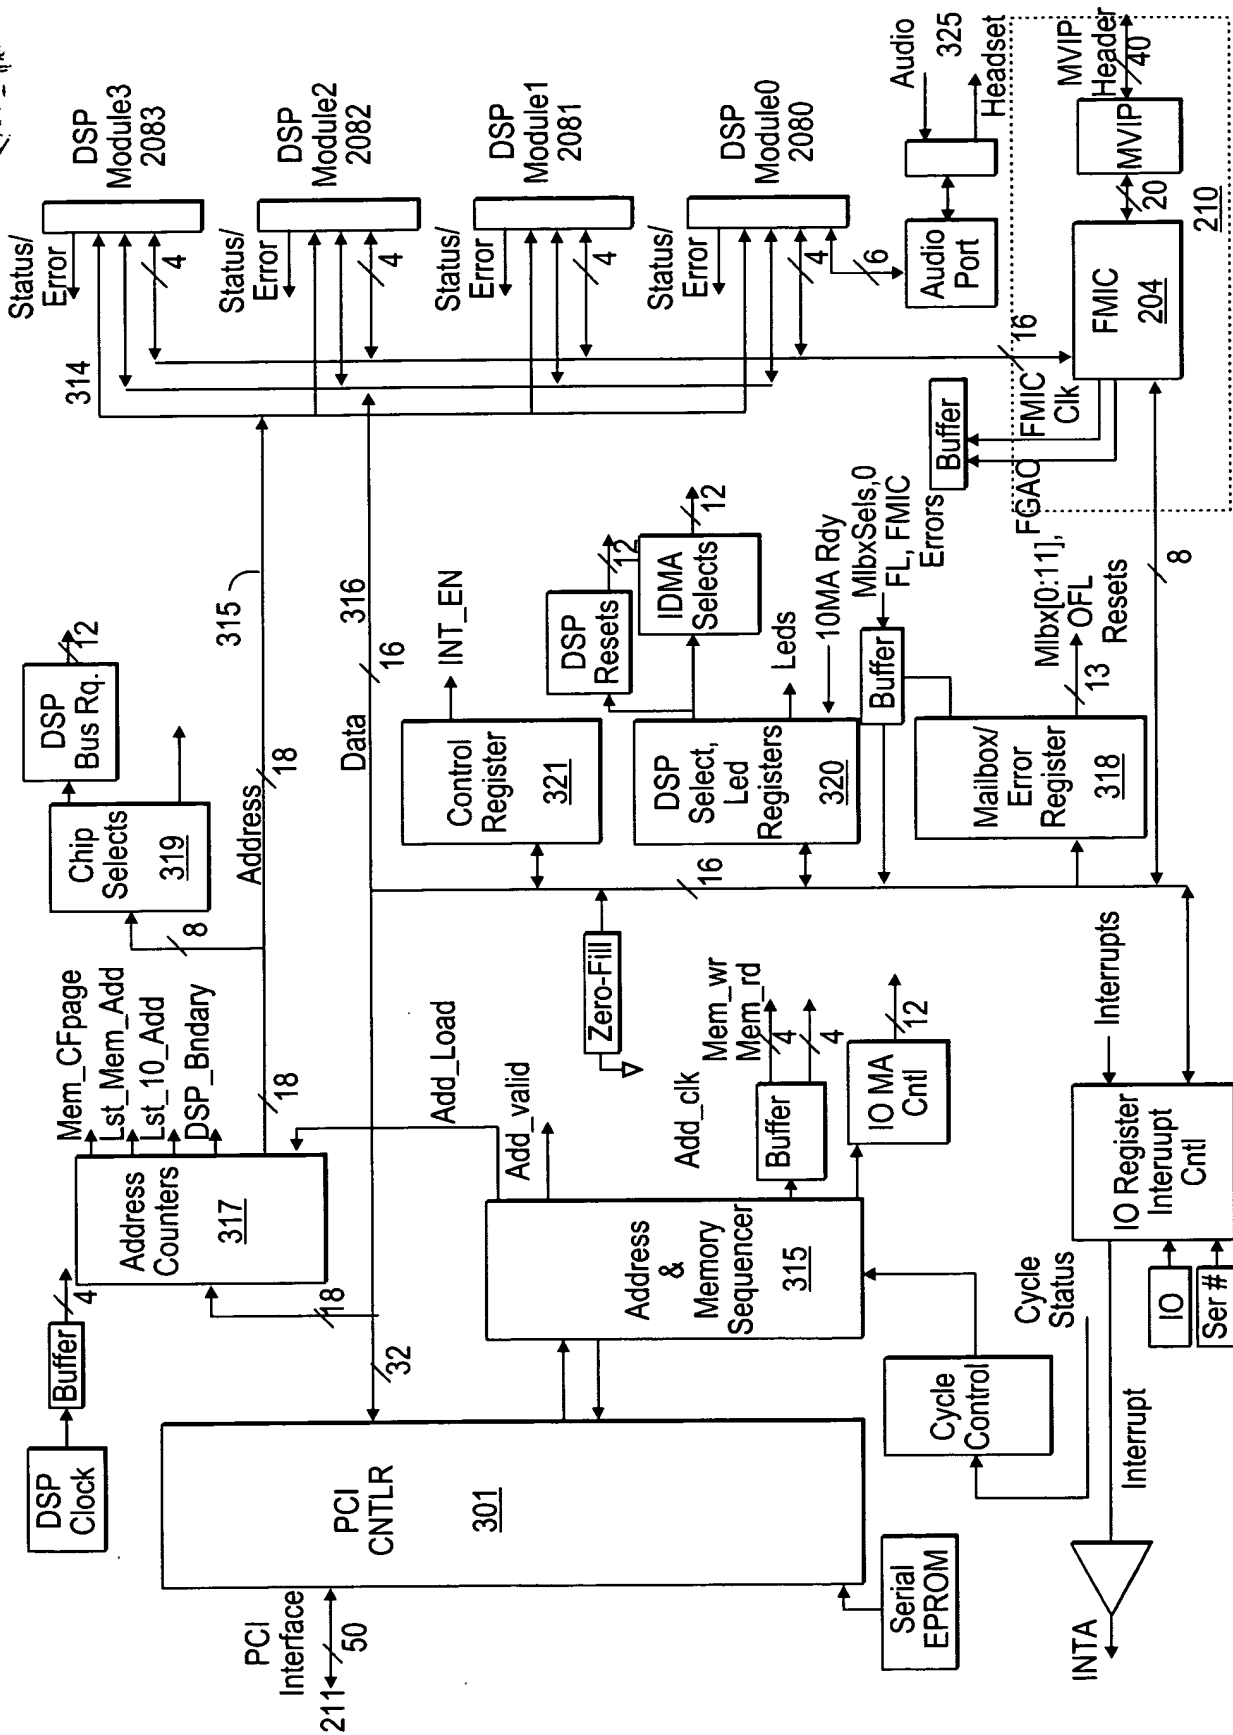 DSP
Clock
Buffer
4
Address
Counters
317
Mem_CFpage
Lst_Mem_Add
Lst_10_Add
DSP_Bndary
18
18
8
Chip
Selects
319
DSP
Bus Rq.
12
Address
18
315
314
Status/
Error
4
DSP
Module3
2083
Status/
Error
4
DSP
Module2
2082
Status/
Error
4
DSP
Module1
2081
Status/
Error
4
DSP
Module0
2080
PCI
Interface
211
50
PCI
CNTLR
301
32
Data
16
316
Add_Load
Add_valid
Add_clk
Address
&
Memory
Sequencer
315
Buffer
Mem_wr
Mem_rd
4
4
IO MA
Cntl
12
Zero-Fill
16
Control
Register
321
INT_EN
DSP
Select,
Led
Registers
320
DSP
Resets
12
IDMA
Selects
12
Leds
10MA Rdy
Buffer
MlbxSels,0
FL, FMIC
Errors
Mailbox/
Error
Register
318
13
Mlbx[0:11],
OFL
Resets
Buffer
FGAO
FMIC
Clk
16
6
Audio
Port
Audio
325
Headset
FMIC
204
20
MVIP
MVIP
Header
40
210
8
Serial
EPROM
Cycle
Control
Cycle
Status
INTA
Interrupt
IO
Ser #
IO Register
Interuupt
Cntl
Interrupts